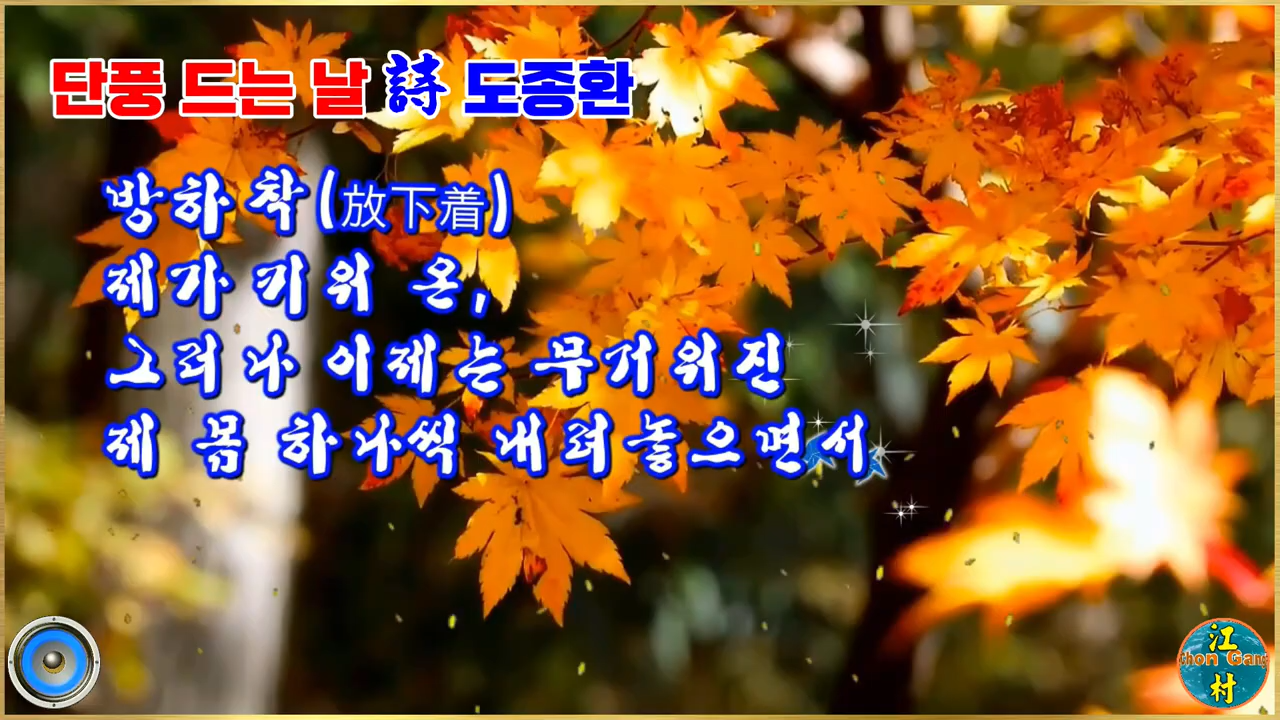 단풍 드는 날 詩 도종환
방하착(放下着)
제가 키워 온,
그러나 이제는 무거워진
제 몸 하나씩 내려놓으면서
江
thon Gang
村